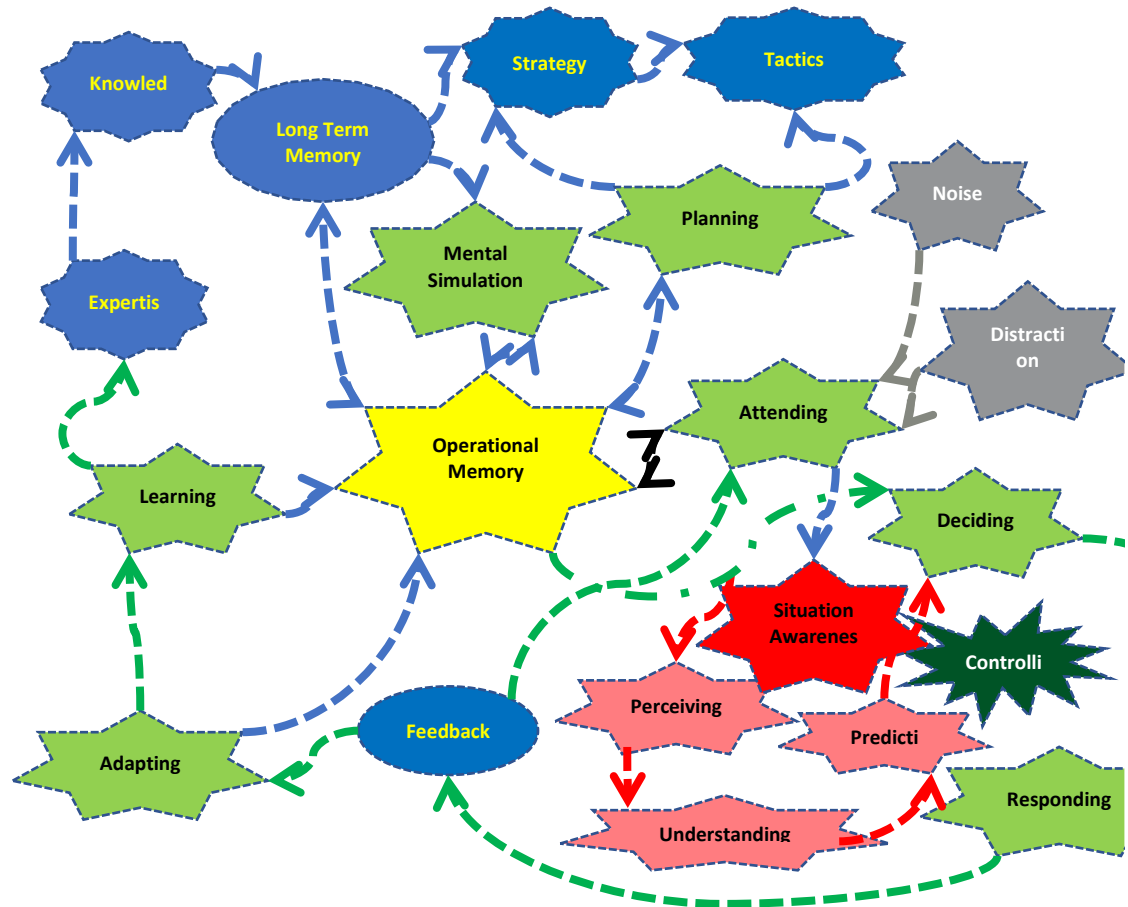 Strategy
Tactics
Knowled
Long Term
Memory
Noise
Planning
Mental
Simulation
Expertis
Distracti
on
Attending
Operational
Memory
Learning
Deciding
Situation
Awarenes
Controlli
Perceiving
Feedback
Predicti
Adapting
Responding
Understanding